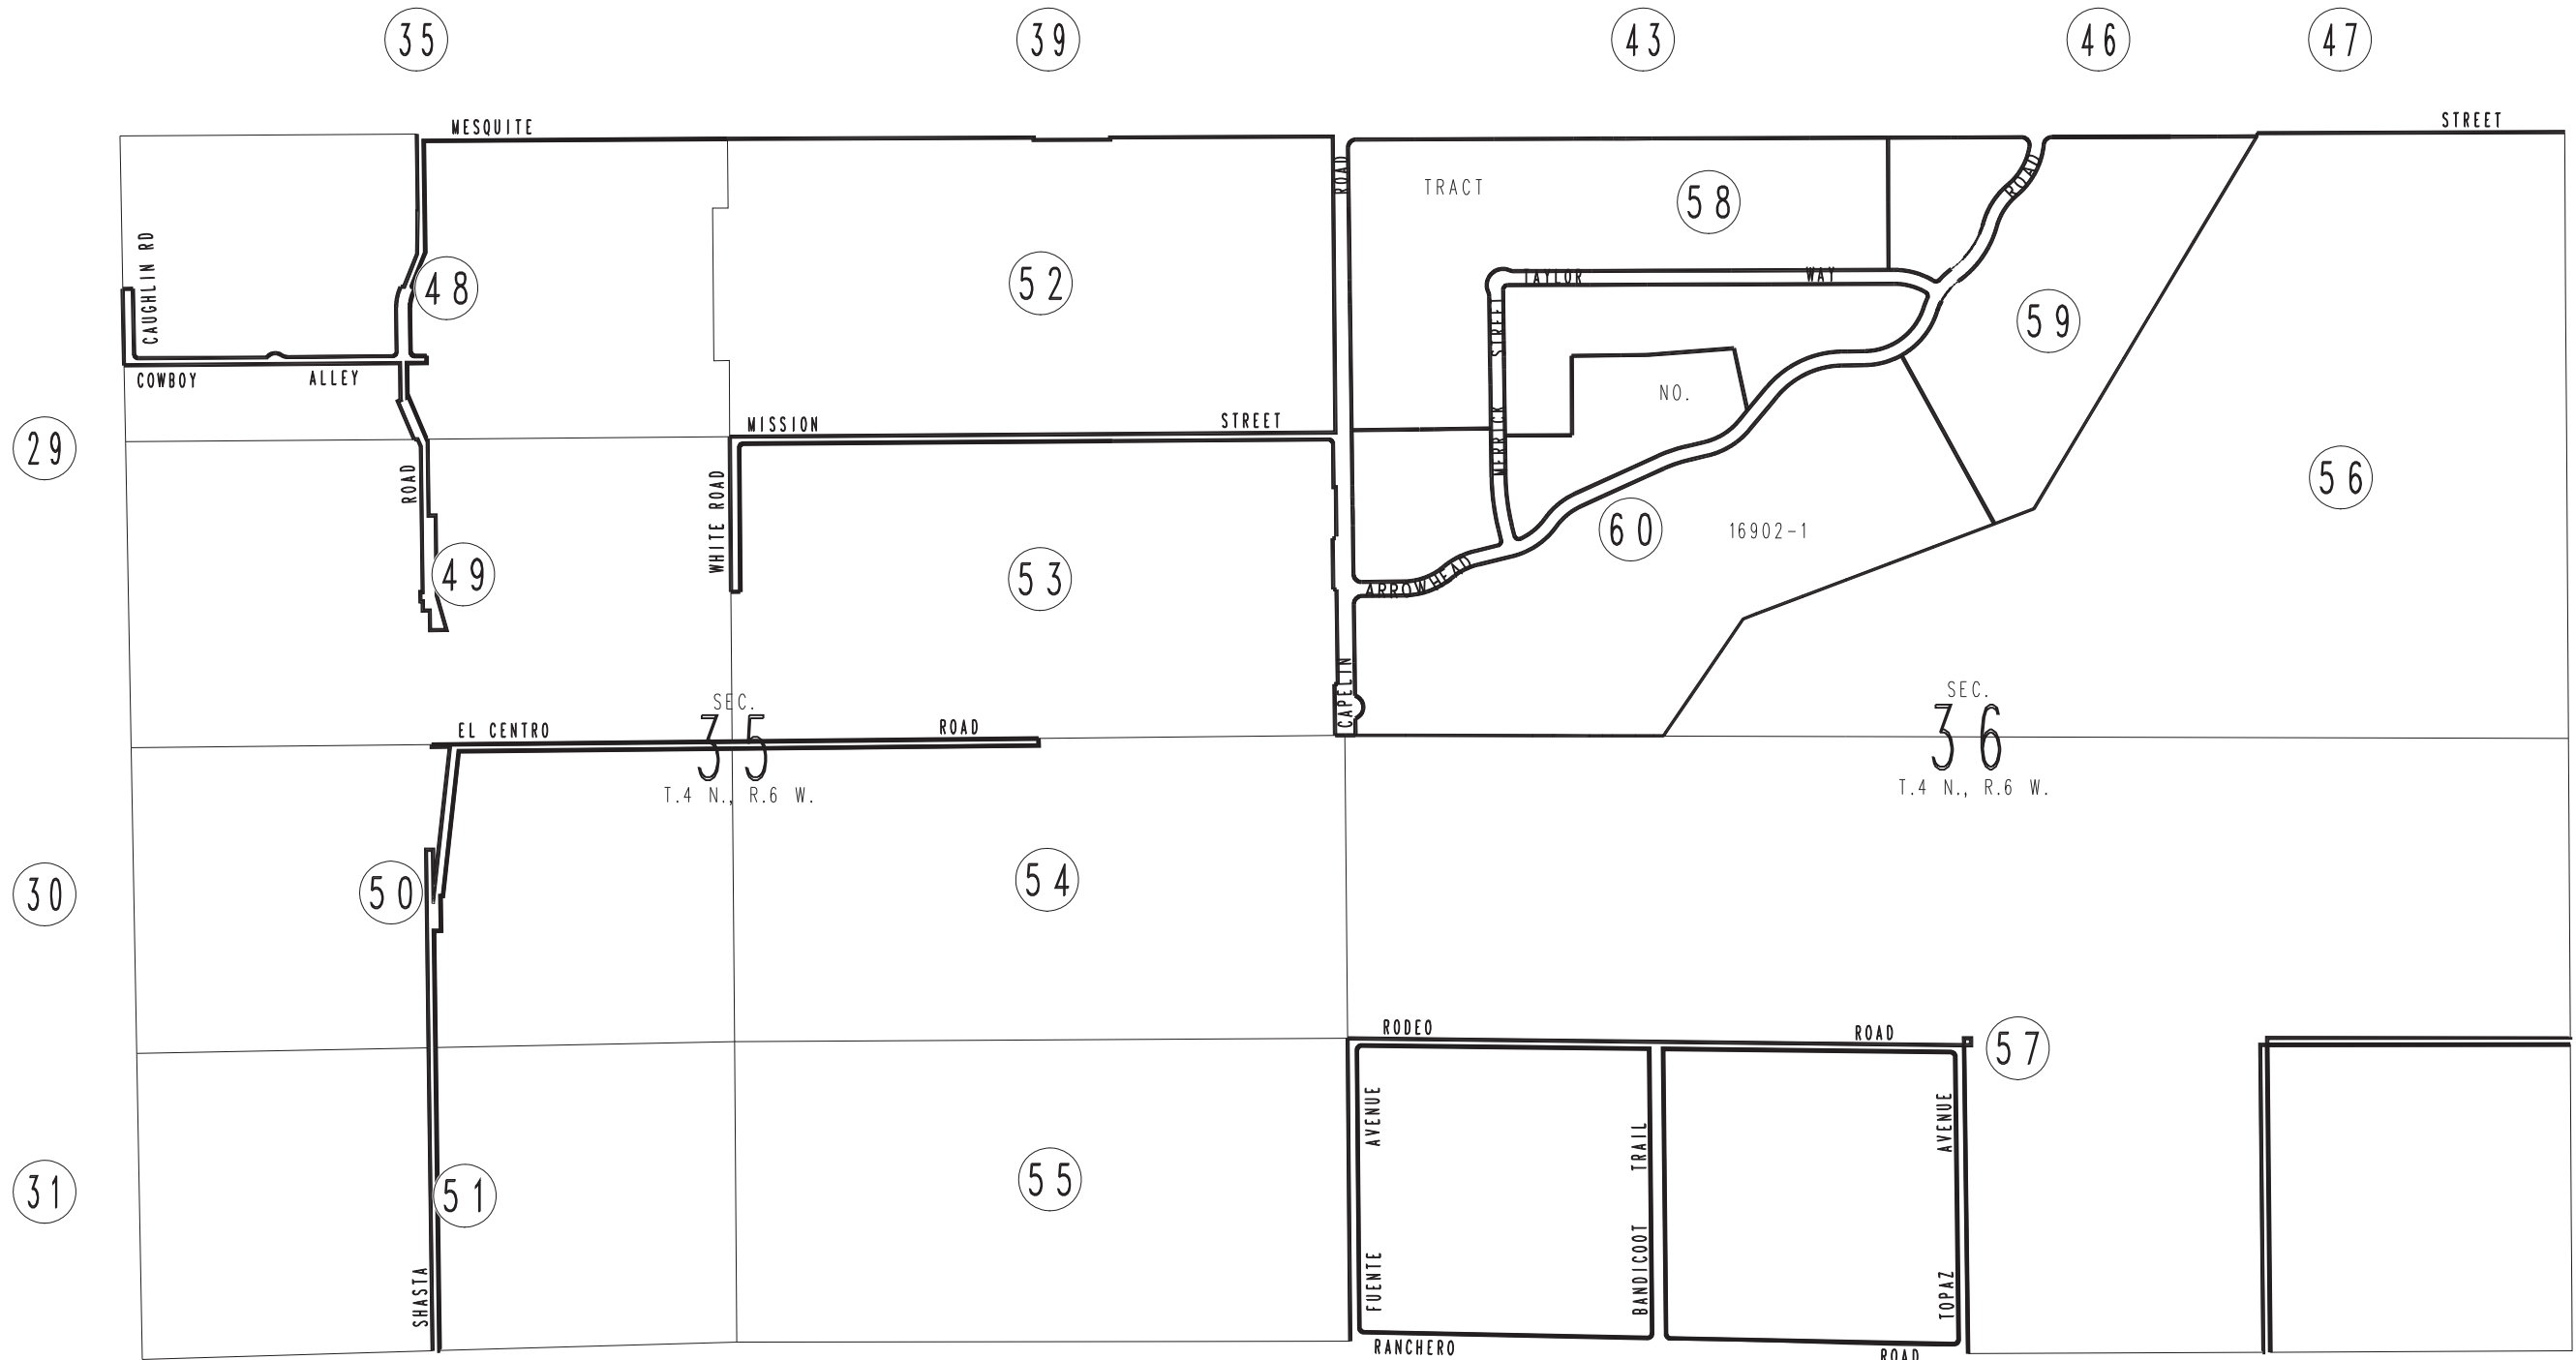 35
39
43
46
47
MESQUITE STREET
CAUGHLIN RD
ROAD
TRACT
58
ROAD
48
52
TAYLOR WAY
59
STREET
COWBOY ALLEY
NO.
MISSION STREET
MERRICK
29
ROAD
WHITE ROAD
56
60
16902-1
49
53
ARROWHEAD
CAPELIN
SEC.
35
T.4 N., R.6 W.
SEC.
36
T.4 N., R.6 W.
EL CENTRO ROAD
30
50
54
RODEO ROAD
57
AVENUE
TRAIL
AVENUE
31
51
55
SHASTA
FUENTE
BANDICOOT
TOPAZ
RANCHERO ROAD